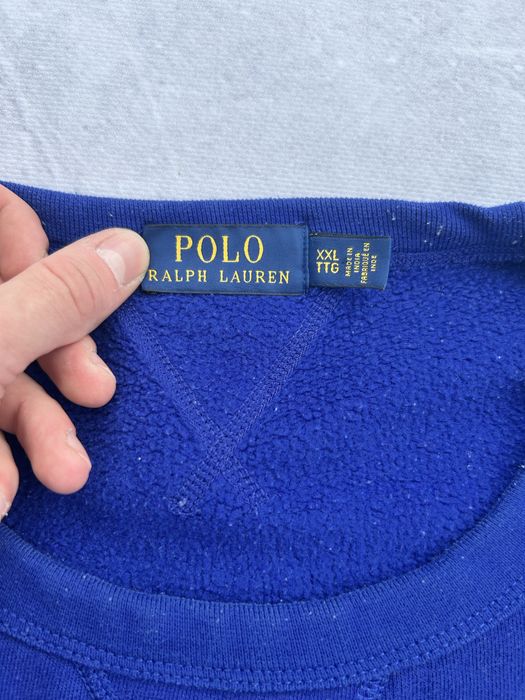 POLO
RALPH LAUREN
XXL
TTG
MADE IN
INDIA
FABRIQUÉ EN
INDE